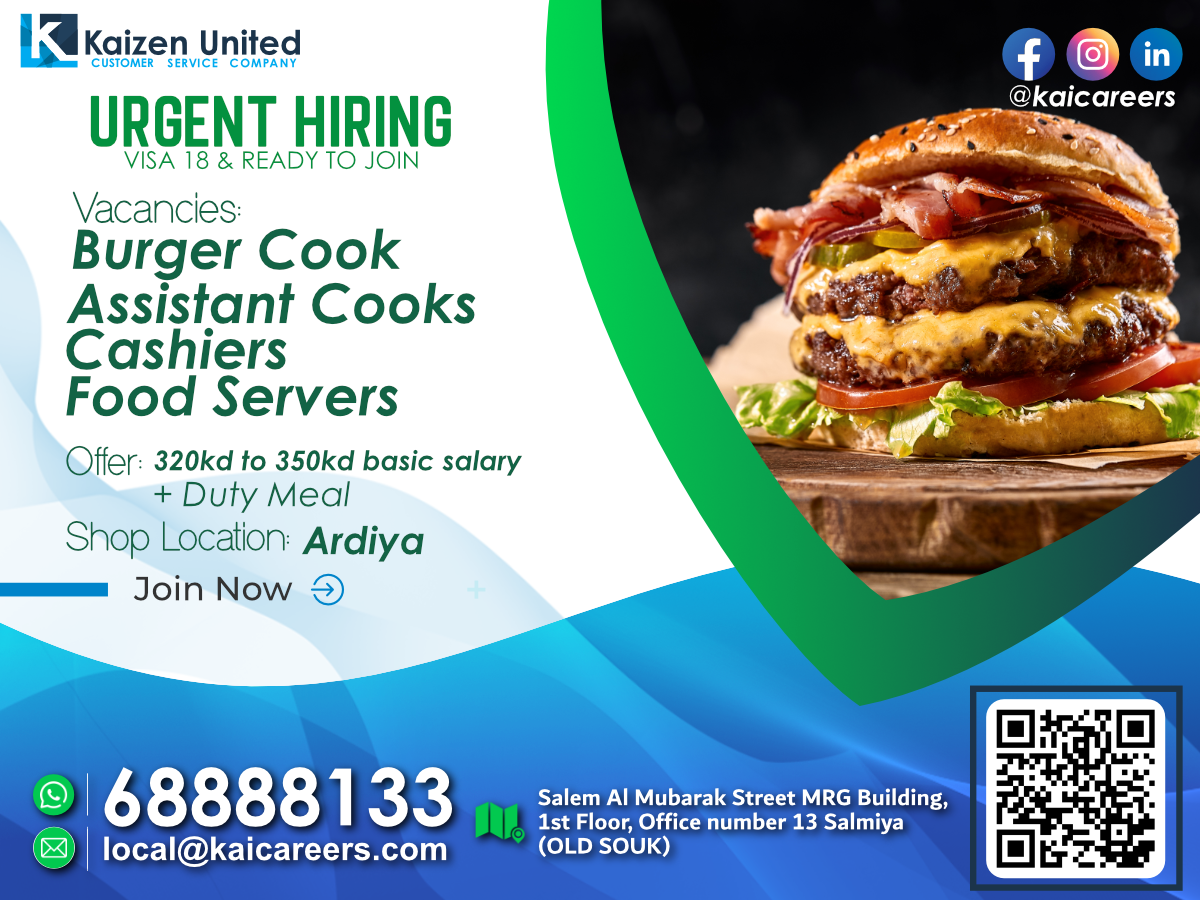 Kaizen United
CUSTOMER SERVICE COMPANY
@kaicareers
URGENT HIRING
VISA 18 & READY TO JOIN
Vacancies:
Burger Cook
Assistant Cooks
Cashiers
Food Servers
Offer: 320kd to 350kd basic salary
+ Duty Meal
Shop Location: Ardiya
Join Now
68888133
local@kaicareers.com
Salem Al Mubarak Street MRG Building,
1st Floor, Office number 13 Salmiya
(OLD SOUK)